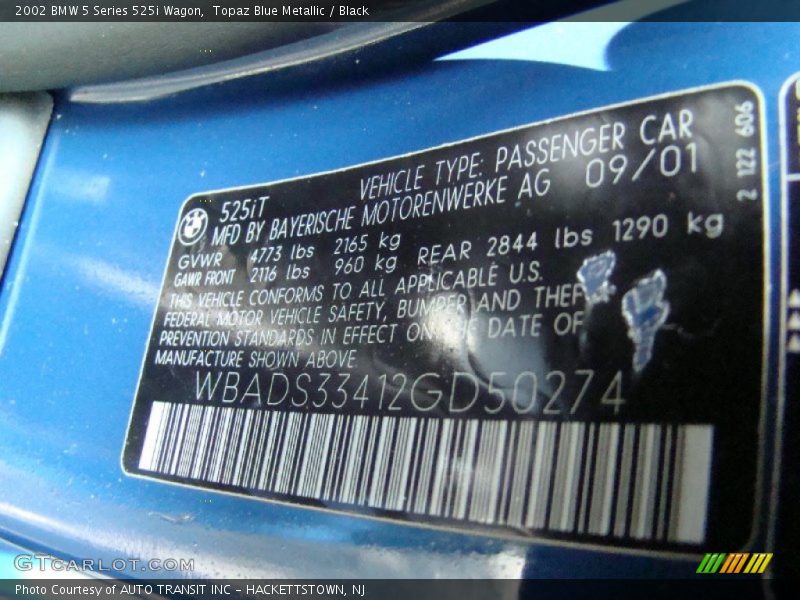 2002 BMW 5 Series 525i Wagon, Topaz Blue Metallic / Black
2 122 606
525iT VEHICLE TYPE: PASSENGER CAR
MFD BY BAYERISCHE MOTORENWERKE AG 09/01
GVWR 4773 lbs 2165 kg
GAWR FRONT 2116 lbs 960 kg REAR 2844 lbs 1290 kg
THIS VEHICLE CONFORMS TO ALL APPLICABLE U.S.
FEDERAL MOTOR VEHICLE SAFETY, BUMPER AND THEF
PREVENTION STANDARDS IN EFFECT ON THE DATE OF
MANUFACTURE SHOWN ABOVE
WBADS33412GD50274
GTCARLOT.COM
Photo Courtesy of AUTO TRANSIT INC - HACKETTSTOWN, NJ